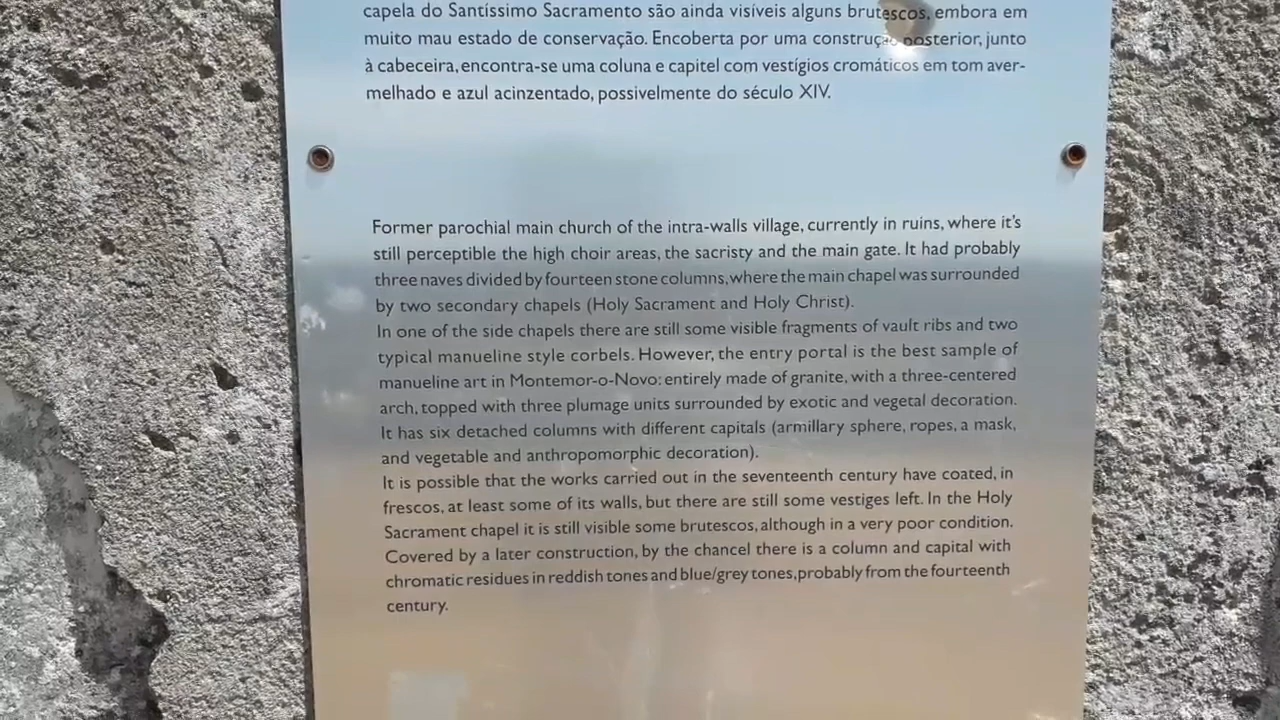 capela do Santíssimo Sacramento são ainda visíveis alguns brutescos, embora em
muito mau estado de conservação. Encoberta por uma construção posterior, junto
à cabeceira, encontra-se uma coluna e capitel com vestígios cromáticos em tom aver-
melhado e azul acinzentado, possivelmente do século XIV.
Former parochial main church of the intra-walls village, currently in ruins, where it's
still perceptible the high choir areas, the sacristy and the main gate. It had probably
three naves divided by fourteen stone columns, where the main chapel was surrounded
by two secondary chapels (Holy Sacrament and Holy Christ).
In one of the side chapels there are still some visible fragments of vault ribs and two
typical manueline style corbels. However, the entry portal is the best sample of
manueline art in Montemor-o-Novo: entirely made of granite, with a three-centered
arch, topped with three plumage units surrounded by exotic and vegetal decoration.
It has six detached columns with different capitals (armillary sphere, ropes, a mask,
and vegetable and anthropomorphic decoration).
It is possible that the works carried out in the seventeenth century have coated, in
frescos, at least some of its walls, but there are still some vestiges left. In the Holy
Sacrament chapel it is still visible some brutescos, although in a very poor condition.
Covered by a later construction, by the chancel there is a column and capital with
chromatic residues in reddish tones and blue/grey tones,probably from the fourteenth
century.